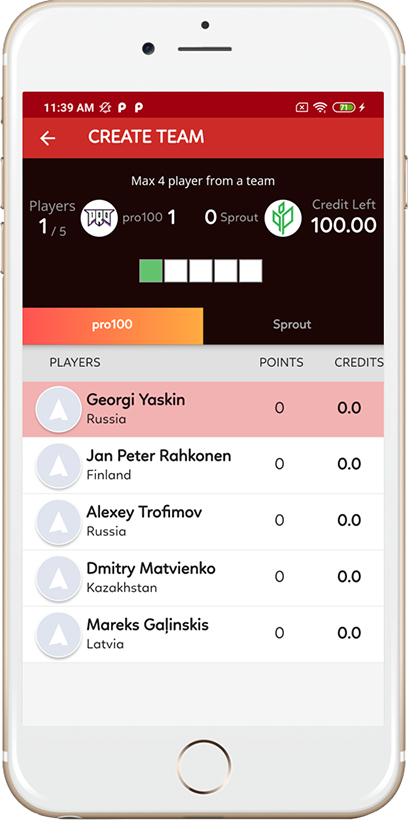 11:39 AM
71
CREATE TEAM
Max 4 player from a team
Players
1 / 5
PRO
pro100 1
0 Sprout
Credit Left
100.00
pro100
Sprout
PLAYERS POINTS CREDITS
Georgi Yaskin
Russia
0 0.0
Jan Peter Rahkonen
Finland
0 0.0
Alexey Trofimov
Russia
0 0.0
Dmitry Matvienko
Kazakhstan
0 0.0
Mareks Gaļinskis
Latvia
0 0.0